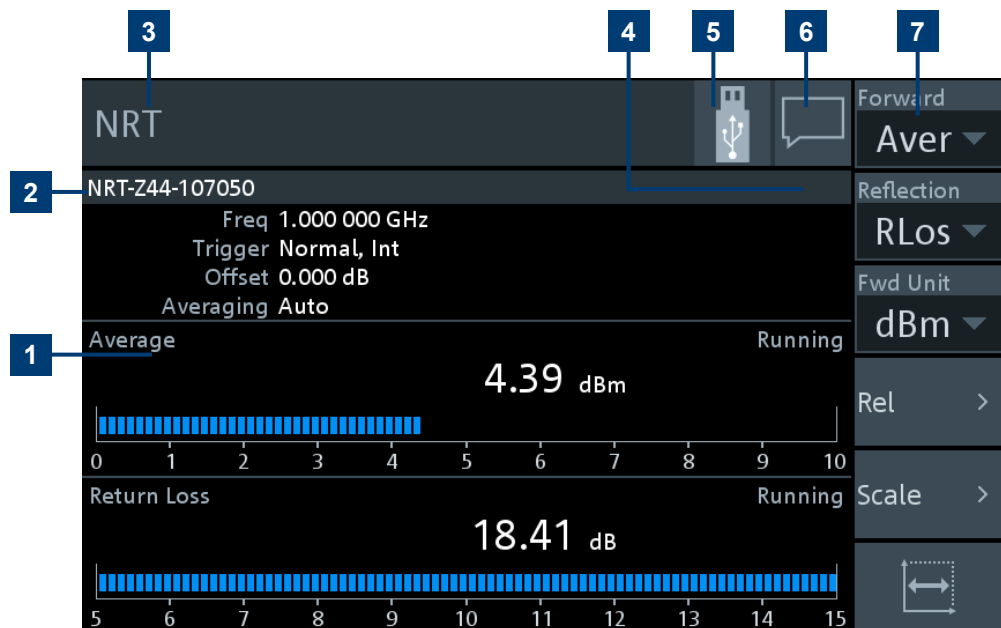 3 4 5 6 7
NRT
Forward
Aver
2
NRT-Z44-107050
Reflection
RLos
Freq 1.000 000 GHz
Trigger Normal, Int
Offset 0.000 dB
Averaging Auto
Fwd Unit
dBm
1
Average Running
4.39 dBm
0 1 2 3 4 5 6 7 8 9 10
Rel >
Return Loss Running
18.41 dB
5 6 7 8 9 10 11 12 13 14 15
Scale >